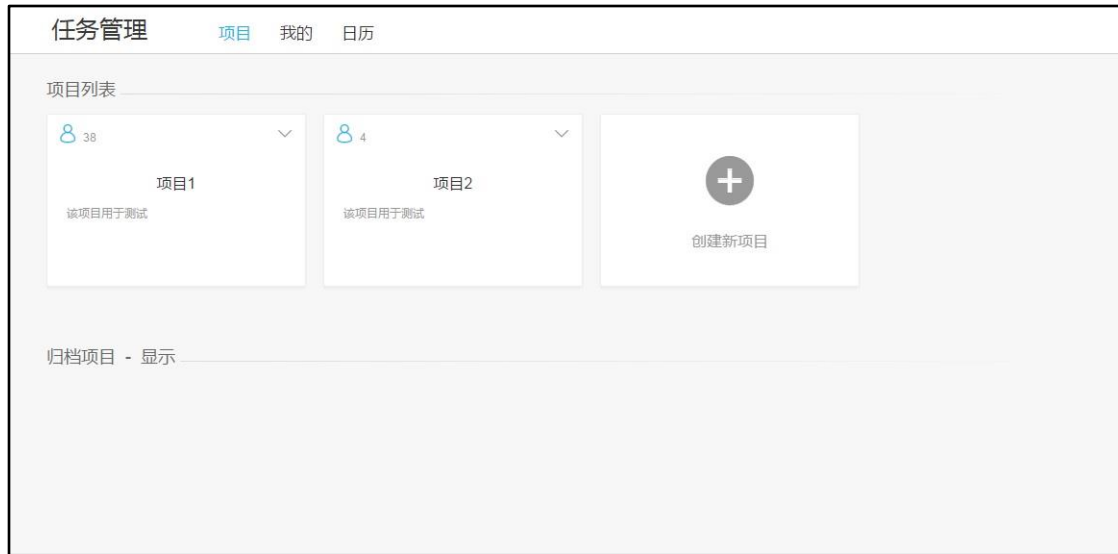 任务管理 项目 我的 日历
项目列表
38 4
项目1 项目2
该项目用于测试 该项目用于测试
创建新项目
归档项目 - 显示